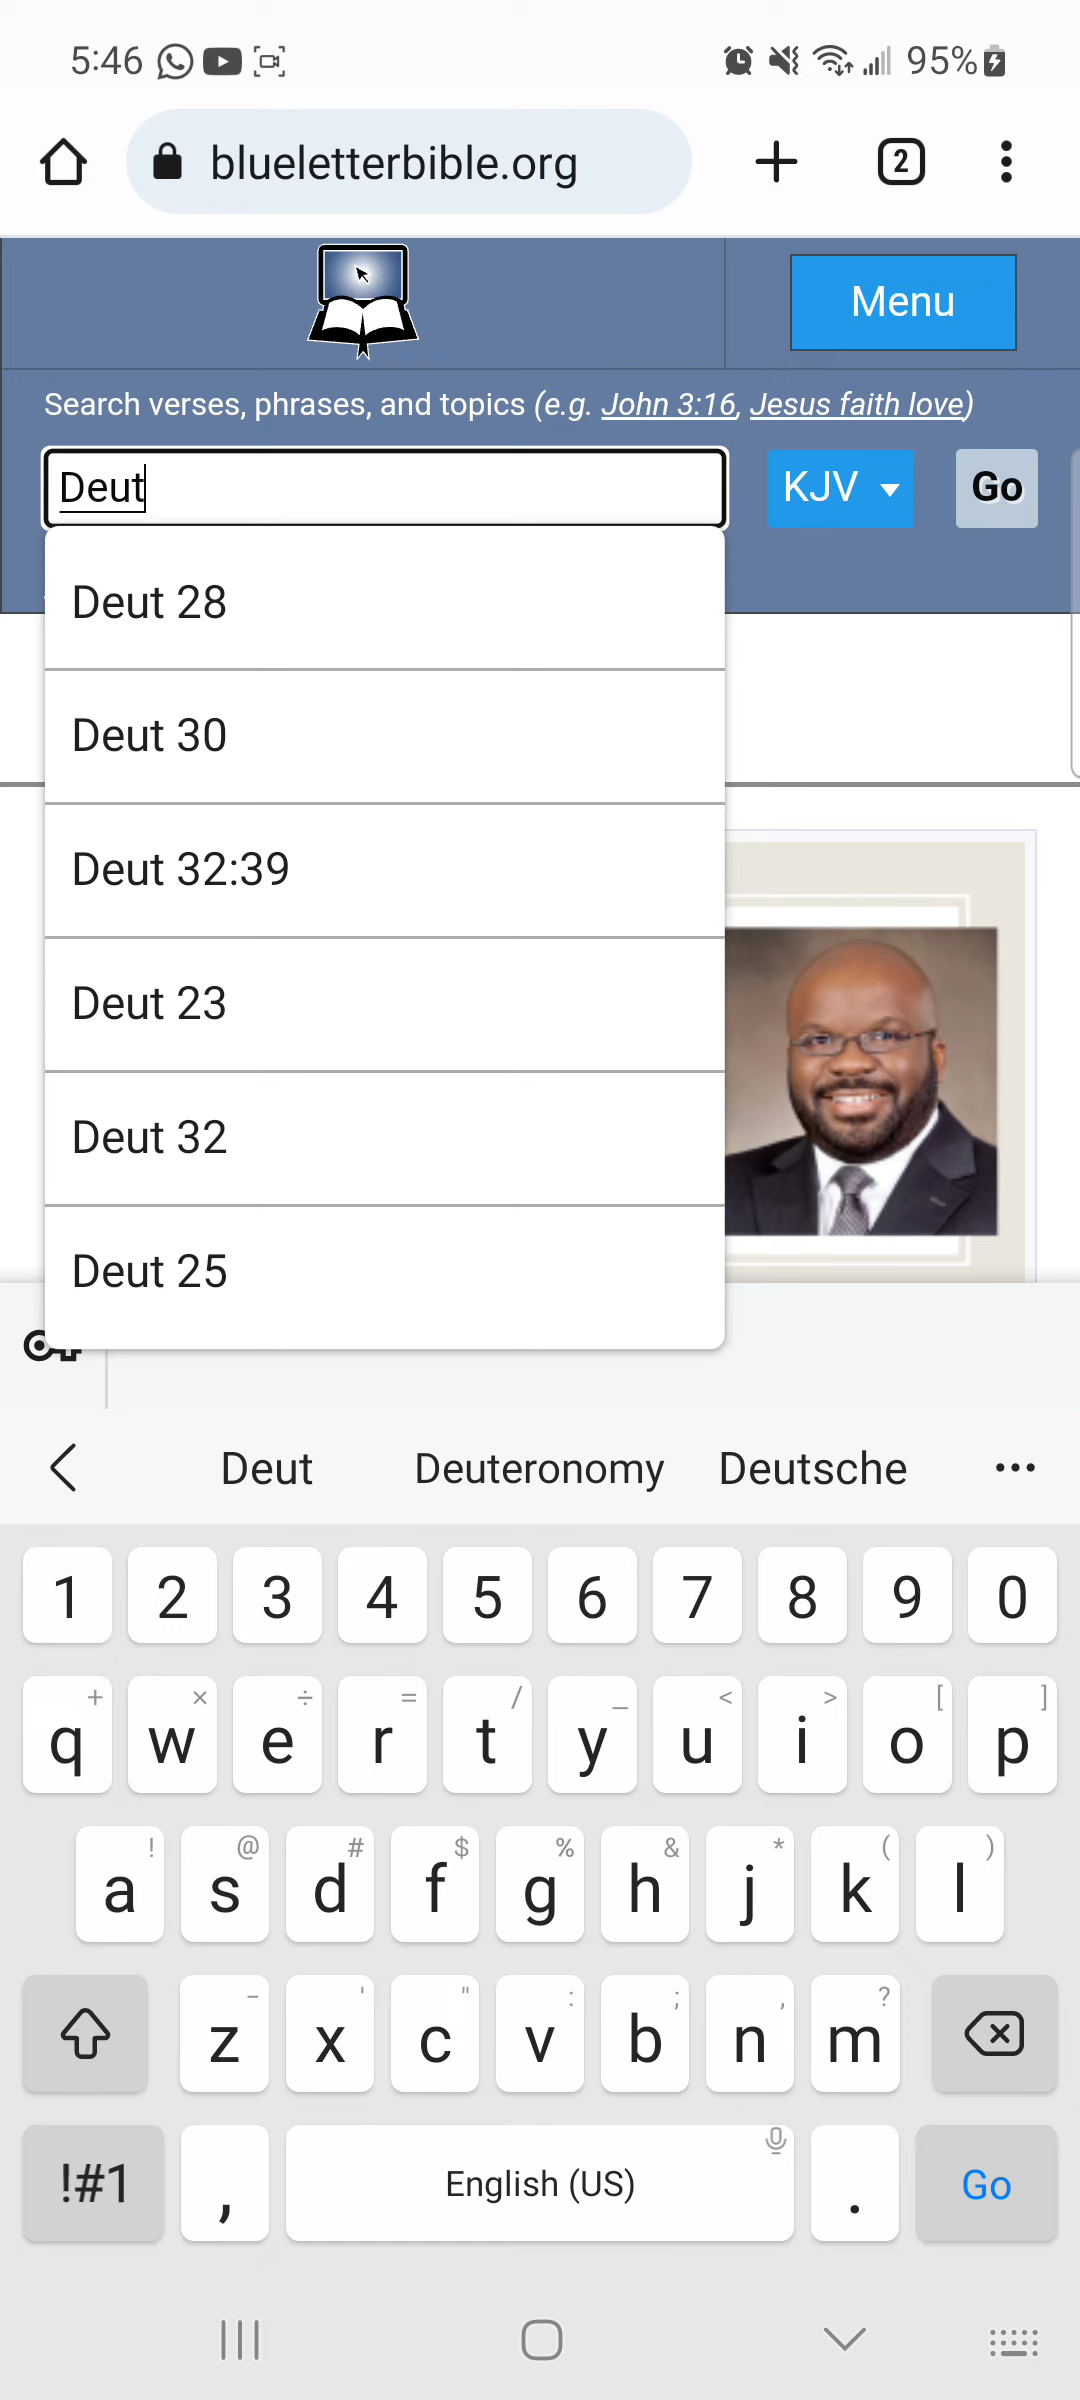 5:46 95%
blueletterbible.org 2
Menu
Search verses, phrases, and topics (e.g. John 3:16, Jesus faith love)
Deut KJV Go
Deut 28
Deut 30
Deut 32:39
Deut 23
Deut 32
Deut 25
Deut Deuteronomy Deutsche ...
1 2 3 4 5 6 7 8 9 0
+ × ÷ = / _ < > [ ]
q w e r t y u i o p
! @ # $ % & * ( )
a s d f g h j k l
- ' " : ; , ?
z x c v b n m
!#1 , English (US) . Go